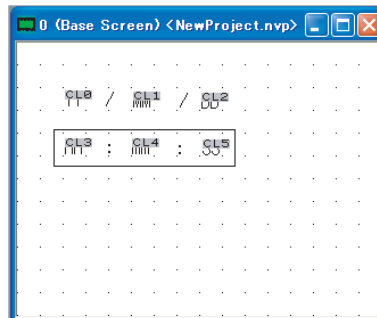 0 (Base Screen) <NewProject.nvp>
CL0 / CL1 / CL2
CL3 : CL4 : CL5